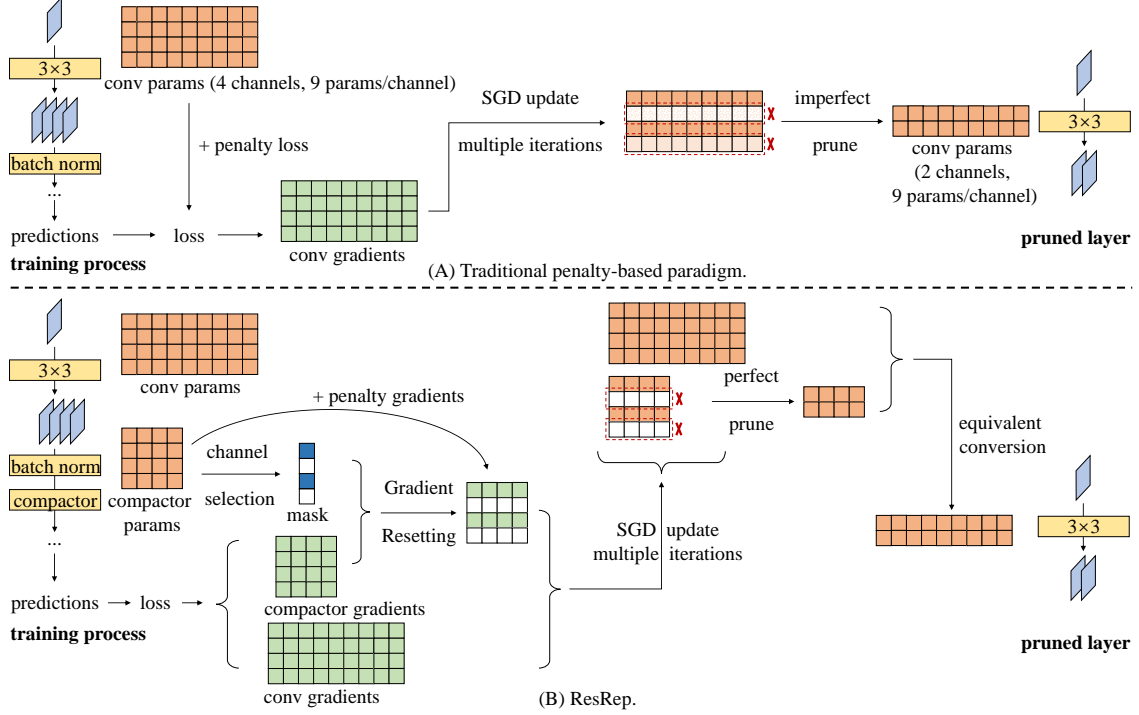 3×3
conv params (4 channels, 9 params/channel)
batch norm
...
+ penalty loss
predictions
loss
conv gradients
training process
SGD update
multiple iterations
x
x
imperfect
prune
conv params
(2 channels,
9 params/channel)
3×3
pruned layer
(A) Traditional penalty-based paradigm.
3×3
conv params
batch norm
compactor
...
compactor
params
channel
selection
mask
+ penalty gradients
Gradient
Resetting
predictions
loss
compactor gradients
conv gradients
training process
SGD update
multiple iterations
x
x
perfect
prune
equivalent
conversion
3×3
pruned layer
(B) ResRep.